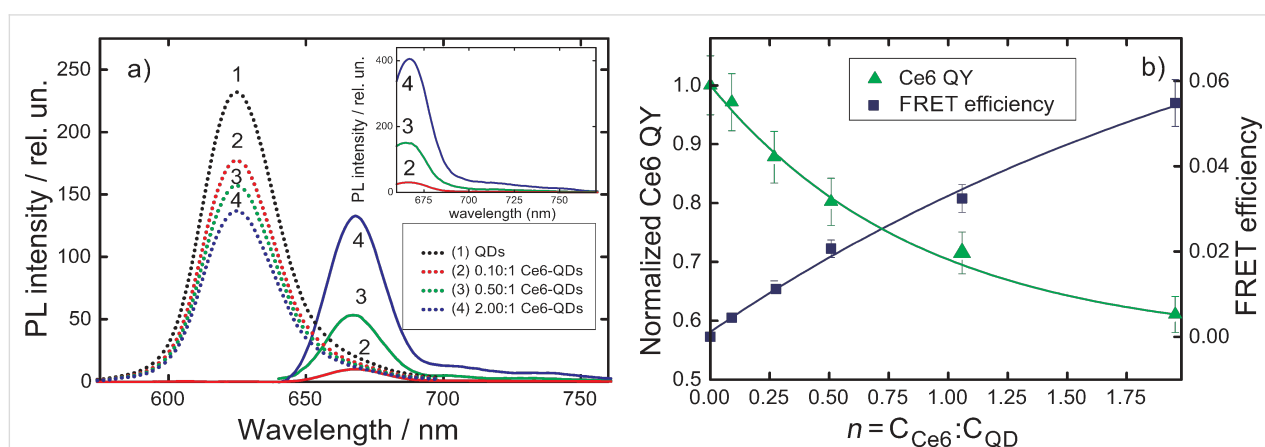 a)
PL intensity / rel. un.
250
200
150
100
50
0
600
650
700
750
Wavelength / nm
1
2
3
4
4
3
2
PL intensity / rel. un.
400
200
0
4
3
2
675
700
725
750
wavelength (nm)
(1) QDs
(2) 0.10:1 Ce6-QDs
(3) 0.50:1 Ce6-QDs
(4) 2.00:1 Ce6-QDs
b)
Normalized Ce6 QY
1.0
0.9
0.8
0.7
0.6
0.5
Ce6 QY
FRET efficiency
0.06
0.04
0.02
0.00
FRET efficiency
0.00 0.25 0.50 0.75 1.00 1.25 1.50 1.75
n = CCe6:CQD